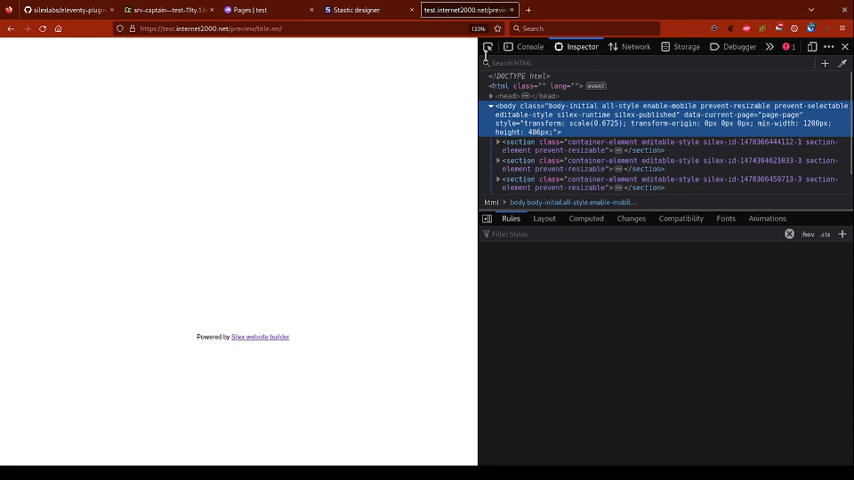 silexlabs/eleventy-plugin
srv-captain--test-11ty.1.h
Pages | test
Stastic designer
test.internet2000.net/previe
https://test.internet2000.net/preview/title-en/
133%
Search
Console
Inspector
Network
Storage
Debugger
1
Search HTML
<!DOCTYPE html>
<html class="" lang=""> event
<head> </head>
<body class="body-initial all-style enable-mobile prevent-resizable prevent-selectable
editable-style silex-runtime silex-published" data-current-page="page-page"
style="transform: scale(0.6725); transform-origin: 0px 0px 0px; min-width: 1200px;
height: 486px;">
<section class="container-element editable-style silex-id-1478366444112-1 section-
element prevent-resizable"> </section>
<section class="container-element editable-style silex-id-1474394621033-3 section-
element prevent-resizable"> </section>
<section class="container-element editable-style silex-id-1478366450713-3 section-
element prevent-resizable"> </section>
html
body.body-initial.all-style.enable-mobil...
Rules
Layout
Computed
Changes
Compatibility
Fonts
Animations
Filter Styles
:hov
.cls
Powered by Silex website builder